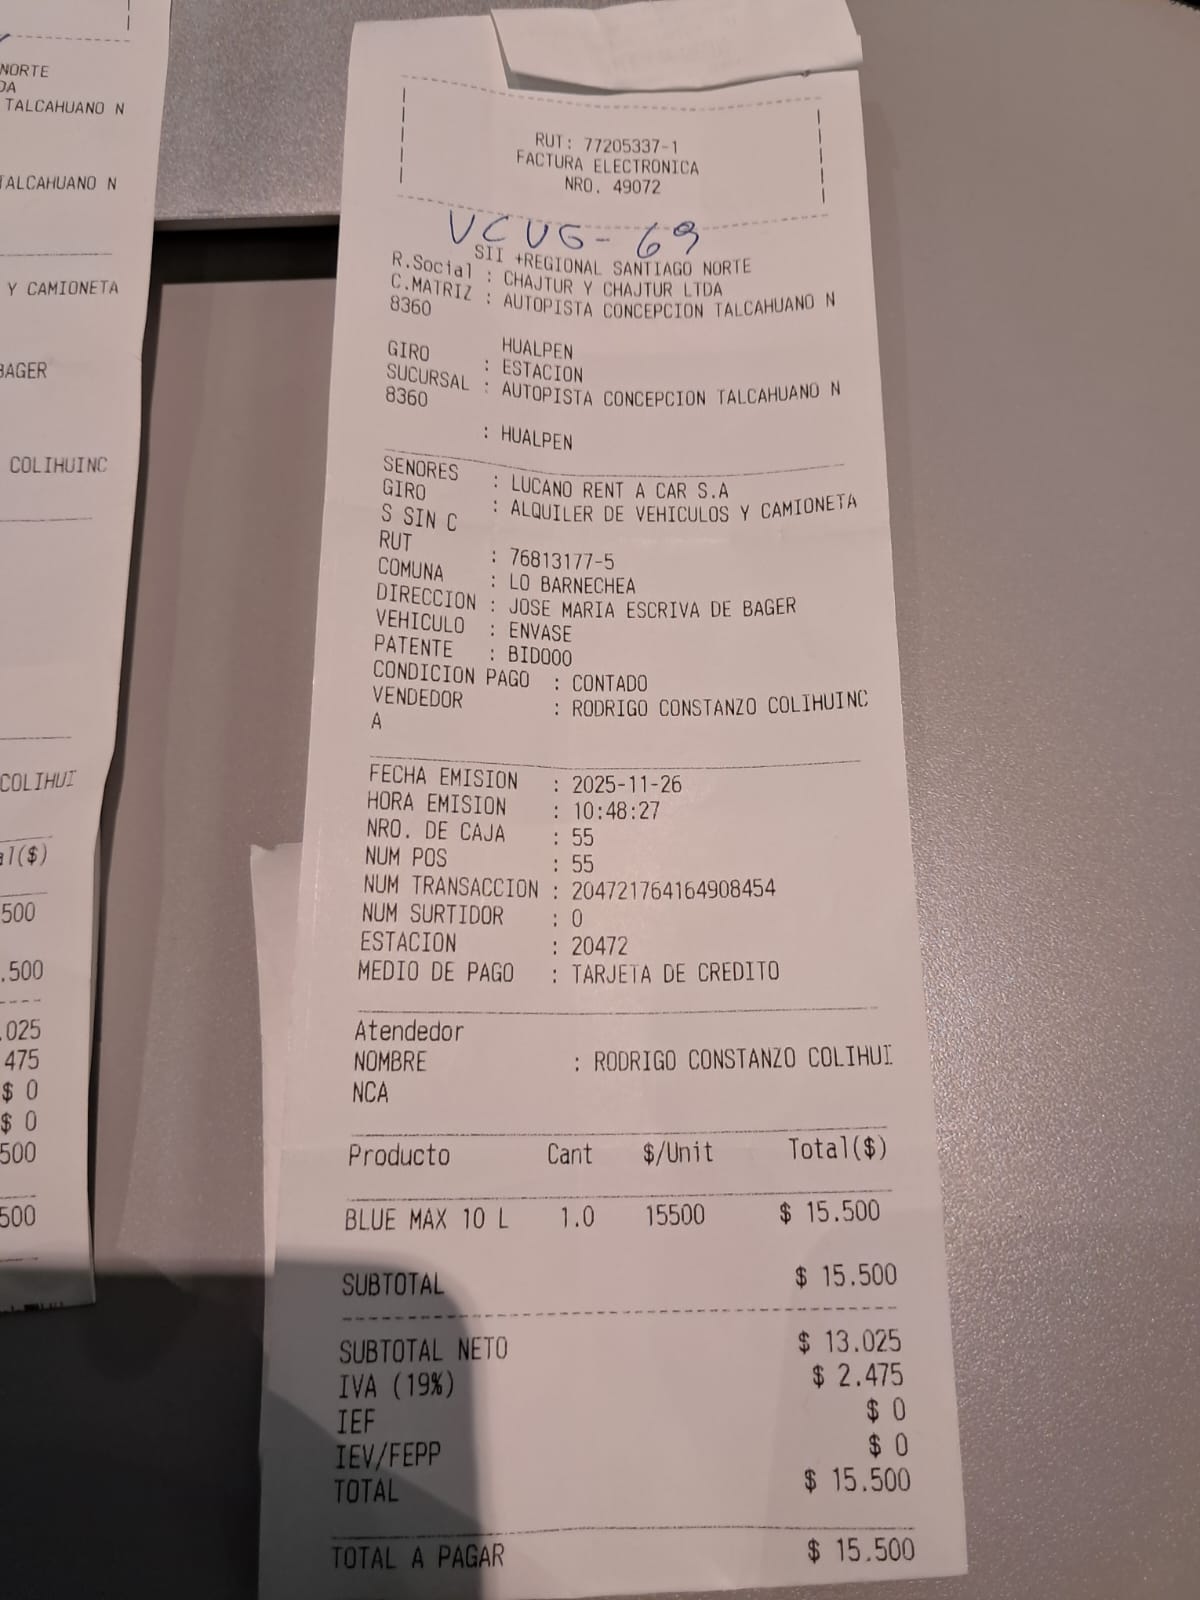 NORTE
DA
TALCAHUANO N
TALCAHUANO N
Y CAMIONETA
BAGER
COLIHUINC
COLIHUI
al($)
500
.500
.025
475
$ 0
$ 0
500
500
RUT: 77205337-1
FACTURA ELECTRONICA
NRO. 49072
VCVG-69
SII +REGIONAL SANTIAGO NORTE
R.Social : CHAJTUR Y CHAJTUR LTDA
C.MATRIZ : AUTOPISTA CONCEPCION TALCAHUANO N
8360
HUALPEN
GIRO : ESTACION
SUCURSAL : AUTOPISTA CONCEPCION TALCAHUANO N
8360
: HUALPEN
SENORES : LUCANO RENT A CAR S.A
GIRO : ALQUILER DE VEHICULOS Y CAMIONETA
S SIN C
RUT : 76813177-5
COMUNA : LO BARNECHEA
DIRECCION : JOSE MARIA ESCRIVA DE BAGER
VEHICULO : ENVASE
PATENTE : BID000
CONDICION PAGO : CONTADO
VENDEDOR : RODRIGO CONSTANZO COLIHUINC
A
FECHA EMISION : 2025-11-26
HORA EMISION : 10:48:27
NRO. DE CAJA : 55
NUM POS : 55
NUM TRANSACCION : 204721764164908454
NUM SURTIDOR : 0
ESTACION : 20472
MEDIO DE PAGO : TARJETA DE CREDITO
Atendedor
NOMBRE : RODRIGO CONSTANZO COLIHUI
NCA
Producto Cant $/Unit Total($)
BLUE MAX 10 L 1.0 15500 $ 15.500
SUBTOTAL $ 15.500
SUBTOTAL NETO $ 13.025
IVA (19%) $ 2.475
IEF $ 0
IEV/FEPP $ 0
TOTAL $ 15.500
TOTAL A PAGAR $ 15.500